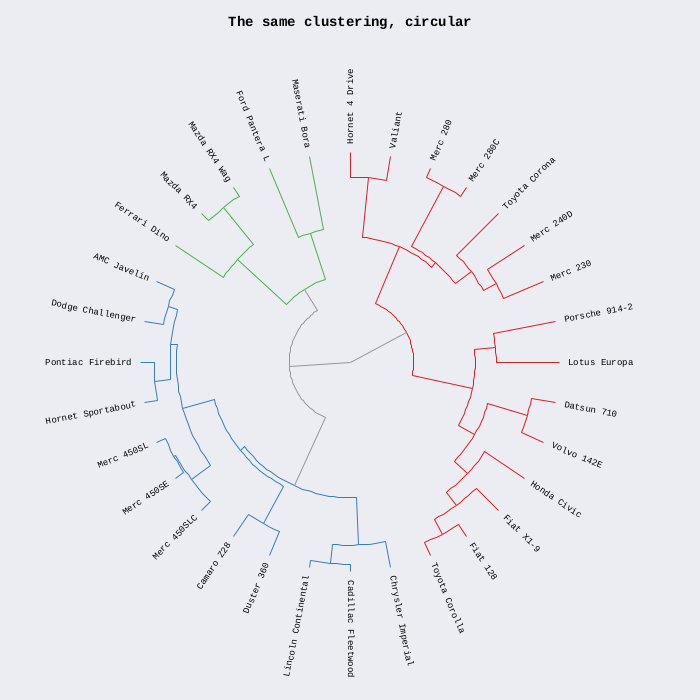 The same clustering, circular
Hornet 4 Drive
Valiant
Merc 280
Merc 280C
Toyota Corona
Merc 240D
Merc 230
Porsche 914-2
Lotus Europa
Datsun 710
Volvo 142E
Honda Civic
Fiat X1-9
Fiat 128
Toyota Corolla
Chrysler Imperial
Cadillac Fleetwood
Lincoln Continental
Duster 360
Camaro Z28
Merc 450SLC
Merc 450SE
Merc 450SL
Hornet Sportabout
Pontiac Firebird
Dodge Challenger
AMC Javelin
Ferrari Dino
Mazda RX4
Mazda RX4 Wag
Ford Pantera L
Maserati Bora